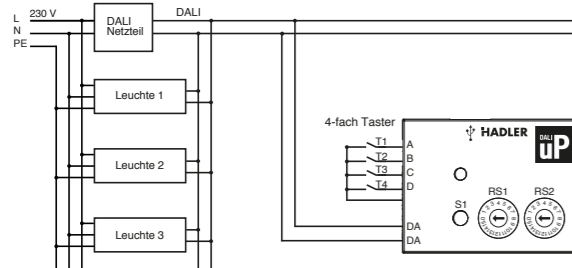 L 230 V
N
PE
DALI
Netzteil
DALI
Leuchte 1
Leuchte 2
Leuchte 3
4-fach Taster
T1 A
T2 B
T3 C
T4 D
HADLER
DALI
uP
S1
RS1
RS2
DA
DA